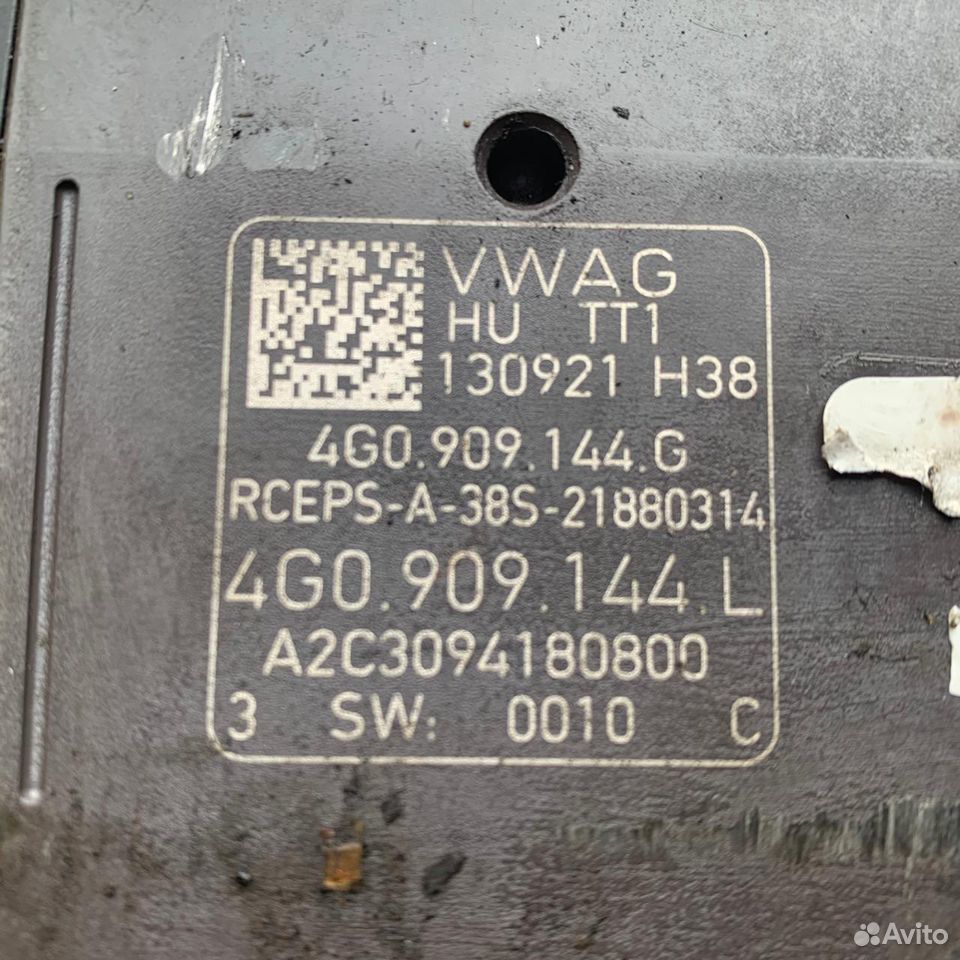 VWAG
HU TT1
130921 H38
4G0.909.144.G
RCEPS-A-38S-21880314
4G0.909.144.L
A2C3094180800
3 SW: 0010 C
Avito